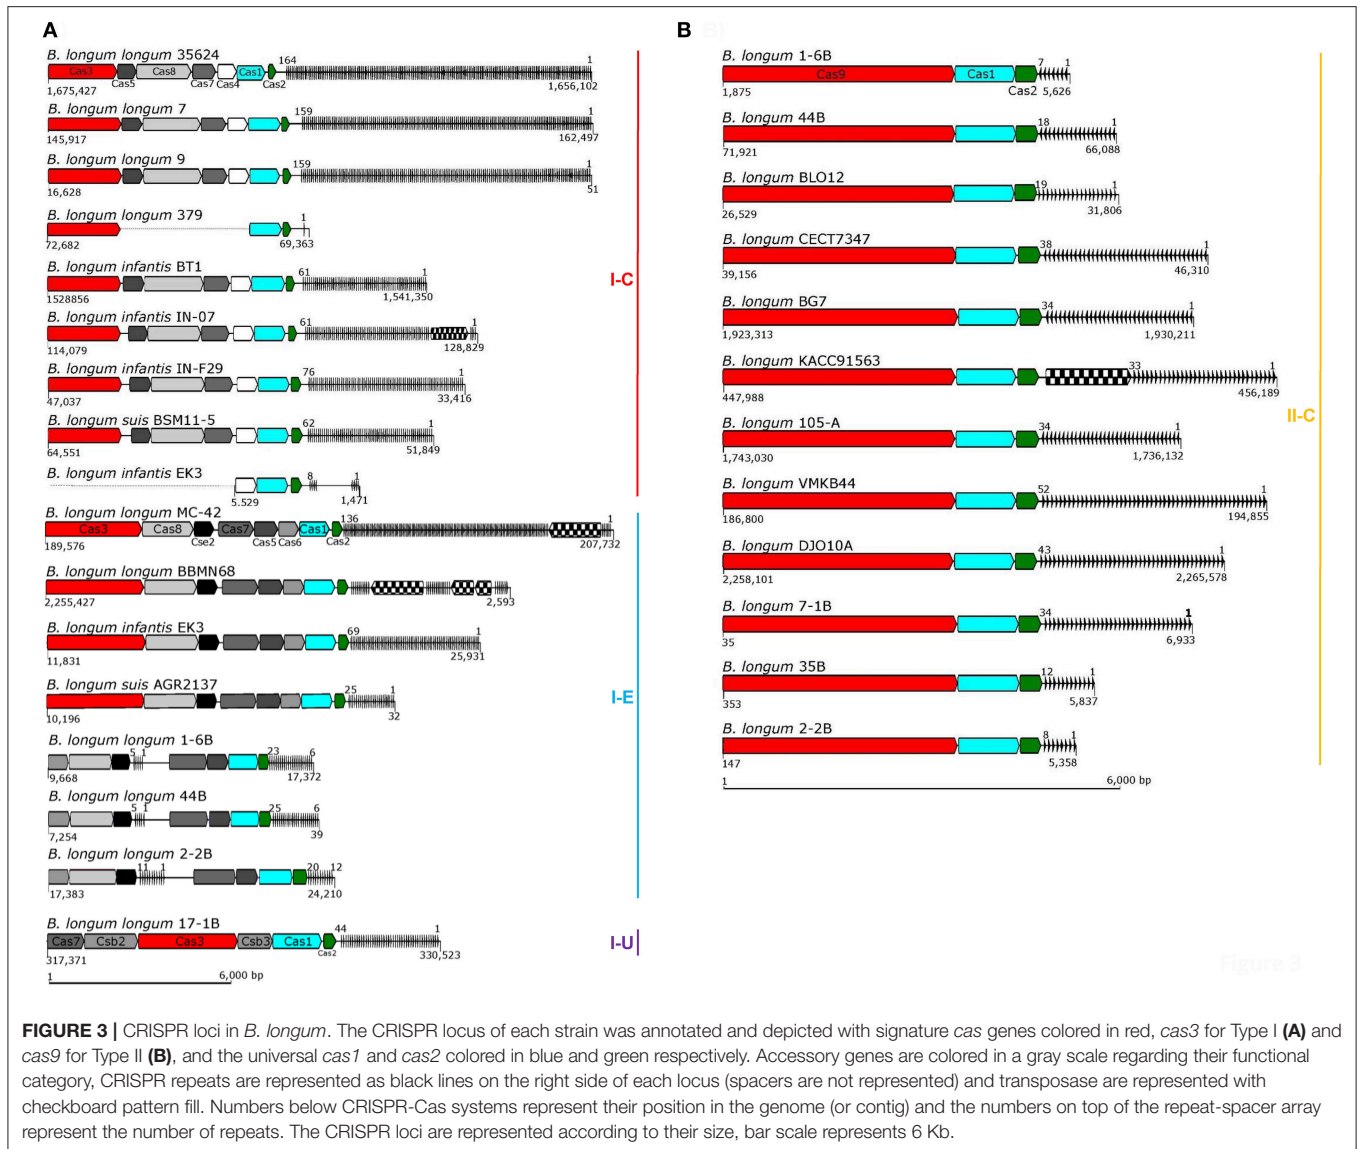 A
B. longum longum 35624
164
1
Cas3
Cas8
Cas1
Cas5
Cas7
Cas4
Cas2
1,675,427
1,656,102
B. longum longum 7
159
1
145,917
162,497
B. longum longum 9
159
1
16,628
51
B. longum longum 379
1
72,682
69,363
B. longum infantis BT1
61
1
1528856
1,541,350
B. longum infantis IN-07
61
1
114,079
128,829
B. longum infantis IN-F29
76
1
47,037
33,416
B. longum suis BSM11-5
62
1
64,551
51,849
B. longum infantis EK3
8
1
5,529
1,471
I-C
B. longum longum MC-42
136
1
Cas3
Cas8
Cas7
Cas1
Cse2
Cas5
Cas6
Cas2
189,576
207,732
B. longum longum BBMN68
2,255,427
2,593
B. longum infantis EK3
69
1
11,831
25,931
B. longum suis AGR2137
25
1
10,196
32
B. longum longum 1-6B
5
1
23
6
9,668
17,372
B. longum longum 44B
5
1
25
6
7,254
39
B. longum longum 2-2B
11
1
20
12
17,383
24,210
I-E
B. longum longum 17-1B
44
1
Cas7
Csb2
Cas3
Csb3
Cas1
Cas2
317,371
330,523
I-U
1
6,000 bp
B
B. longum 1-6B
7
1
Cas9
Cas1
Cas2
1,875
5,626
B. longum 44B
18
1
71,921
66,088
B. longum BLO12
19
1
26,529
31,806
B. longum CECT7347
38
1
39,156
46,310
B. longum BG7
34
1
1,923,313
1,930,211
B. longum KACC91563
33
1
447,988
456,189
B. longum 105-A
34
1
1,743,030
1,736,132
B. longum VMKB44
52
1
186,800
194,855
B. longum DJO10A
43
1
2,258,101
2,265,578
B. longum 7-1B
34
1
35
6,933
B. longum 35B
12
1
353
5,837
B. longum 2-2B
8
1
147
5,358
II-C
1
6,000 bp
Figure 3
FIGURE 3 | CRISPR loci in B. longum. The CRISPR locus of each strain was annotated and depicted with signature cas genes colored in red, cas3 for Type I (A) and
cas9 for Type II (B), and the universal cas1 and cas2 colored in blue and green respectively. Accessory genes are colored in a gray scale regarding their functional
category, CRISPR repeats are represented as black lines on the right side of each locus (spacers are not represented) and transposase are represented with
checkboard pattern fill. Numbers below CRISPR-Cas systems represent their position in the genome (or contig) and the numbers on top of the repeat-spacer array
represent the number of repeats. The CRISPR loci are represented according to their size, bar scale represents 6 Kb.